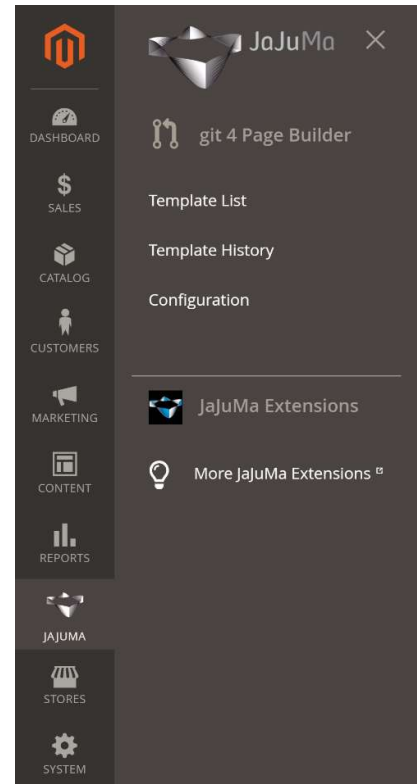 DASHBOARD
SALES
CATALOG
CUSTOMERS
MARKETING
CONTENT
REPORTS
JAJUMA
STORES
SYSTEM
JaJuMa
git 4 Page Builder
Template List
Template History
Configuration
JaJuMa Extensions
More JaJuMa Extensions